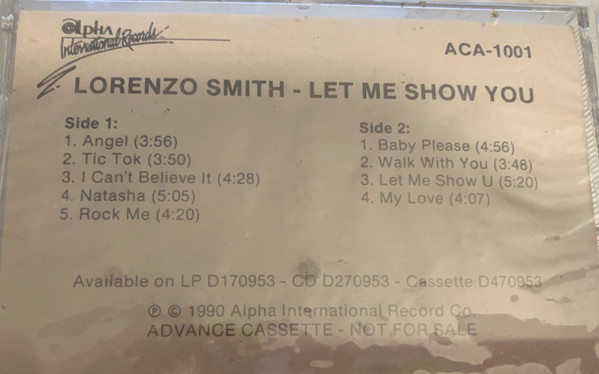 Alpha
International Records
ACA-1001
LORENZO SMITH - LET ME SHOW YOU
Side 1:
1. Angel (3:56)
2. Tic Tok (3:50)
3. I Can't Believe It (4:28)
4. Natasha (5:05)
5. Rock Me (4:20)
Side 2:
1. Baby Please (4:56)
2. Walk With You (3:48)
3. Let Me Show U (5:20)
4. My Love (4:07)
Available on LP D170953 - CD D270953 - Cassette D470953
℗ © 1990 Alpha International Record Co.
ADVANCE CASSETTE - NOT FOR SALE